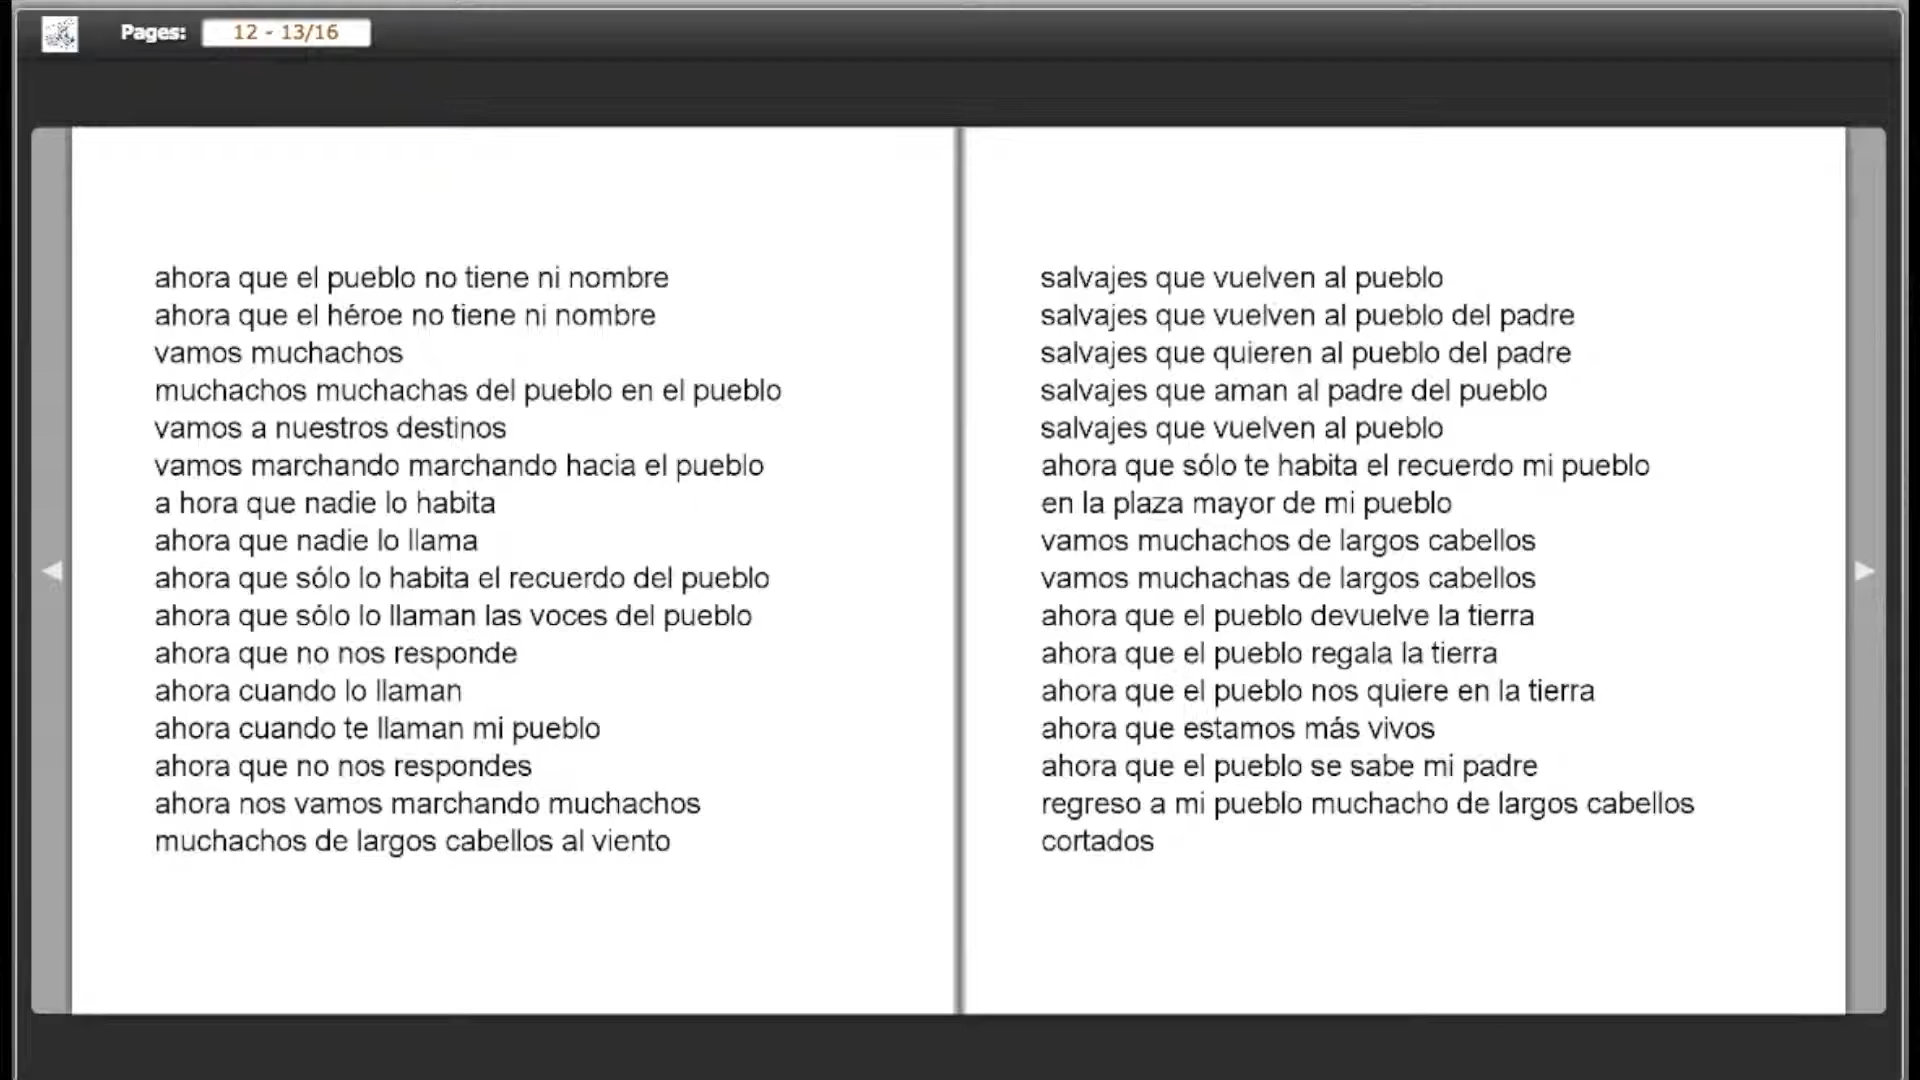 Pages: 12 - 13/16
ahora que el pueblo no tiene ni nombre
ahora que el héroe no tiene ni nombre
vamos muchachos
muchachos muchachas del pueblo en el pueblo
vamos a nuestros destinos
vamos marchando marchando hacia el pueblo
a hora que nadie lo habita
ahora que nadie lo llama
ahora que sólo lo habita el recuerdo del pueblo
ahora que sólo lo llaman las voces del pueblo
ahora que no nos responde
ahora cuando lo llaman
ahora cuando te llaman mi pueblo
ahora que no nos respondes
ahora nos vamos marchando muchachos
muchachos de largos cabellos al viento
salvajes que vuelven al pueblo
salvajes que vuelven al pueblo del padre
salvajes que quieren al pueblo del padre
salvajes que aman al padre del pueblo
salvajes que vuelven al pueblo
ahora que sólo te habita el recuerdo mi pueblo
en la plaza mayor de mi pueblo
vamos muchachos de largos cabellos
vamos muchachas de largos cabellos
ahora que el pueblo devuelve la tierra
ahora que el pueblo regala la tierra
ahora que el pueblo nos quiere en la tierra
ahora que estamos más vivos
ahora que el pueblo se sabe mi padre
regreso a mi pueblo muchacho de largos cabellos
cortados